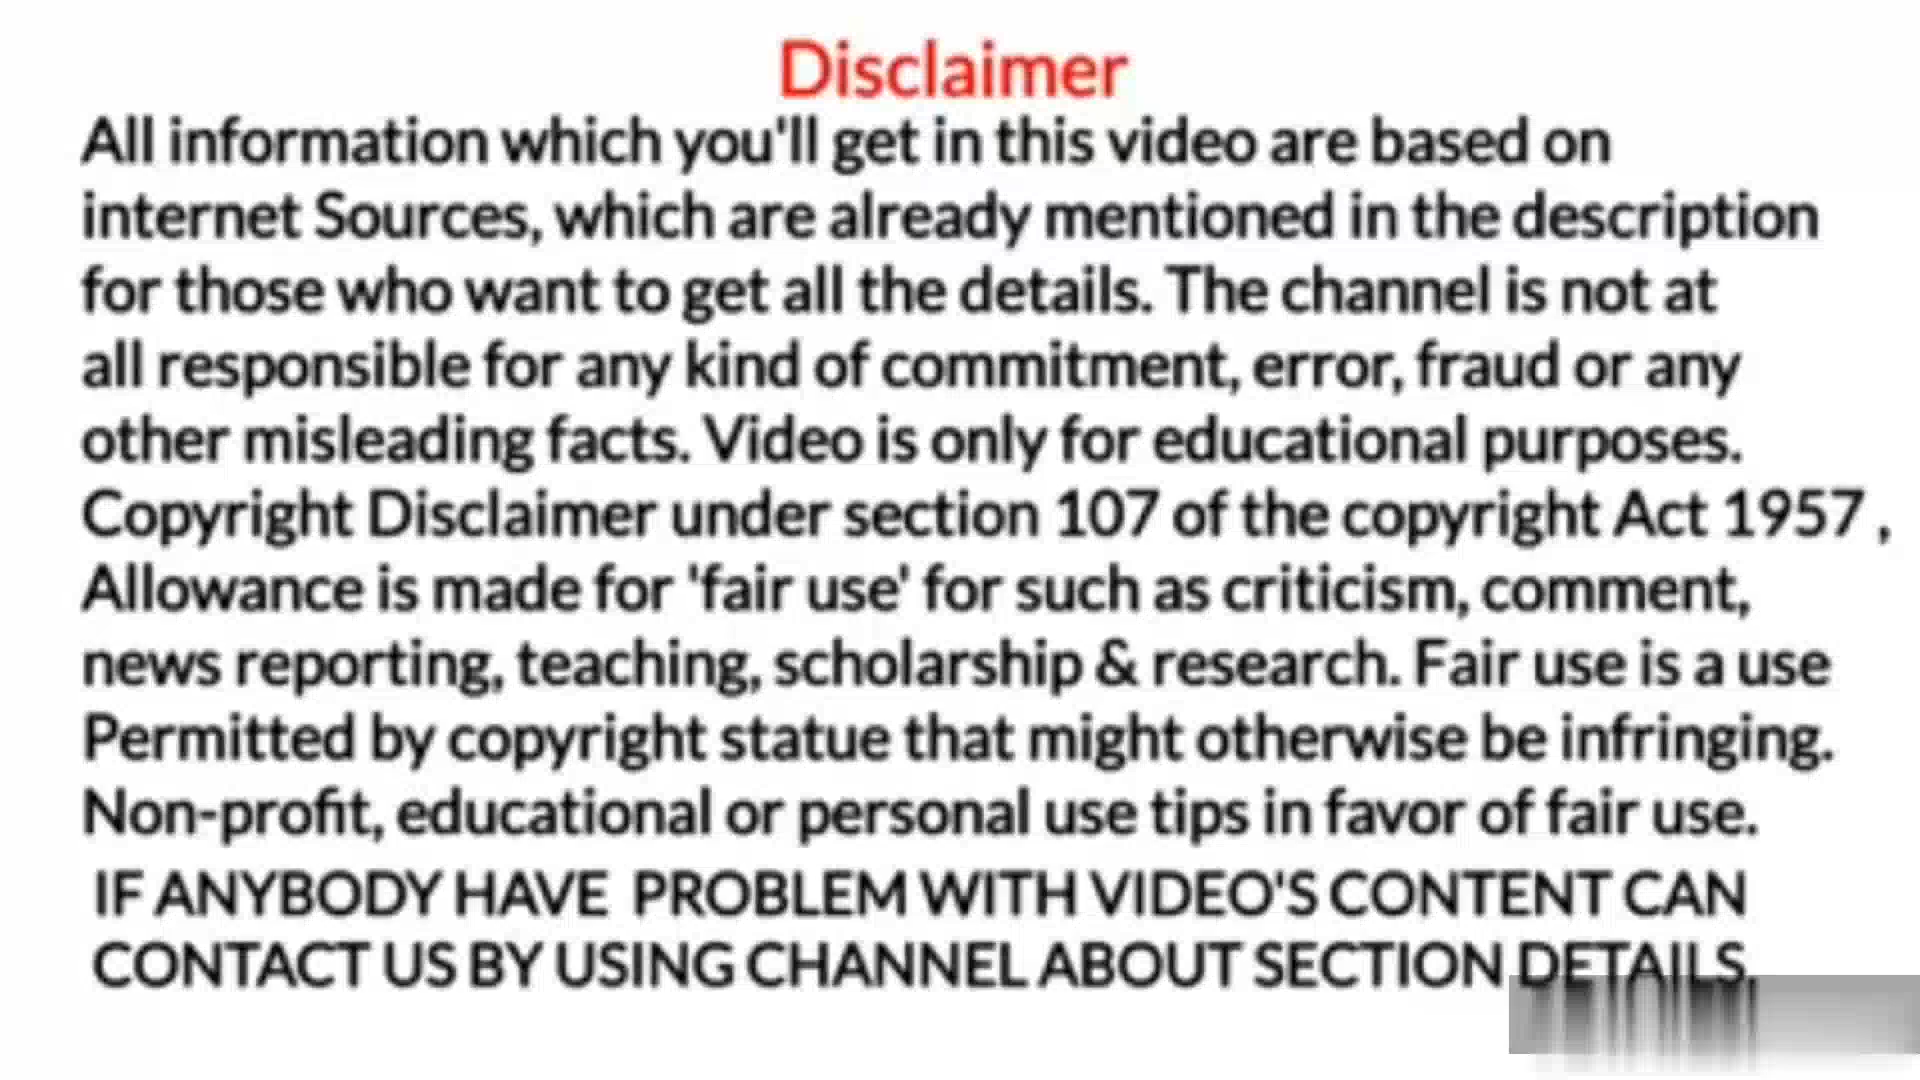 Disclaimer
All information which you'll get in this video are based on
internet Sources, which are already mentioned in the description
for those who want to get all the details. The channel is not at
all responsible for any kind of commitment, error, fraud or any
other misleading facts. Video is only for educational purposes.
Copyright Disclaimer under section 107 of the copyright Act 1957 ,
Allowance is made for 'fair use' for such as criticism, comment,
news reporting, teaching, scholarship & research. Fair use is a use
Permitted by copyright statue that might otherwise be infringing.
Non-profit, educational or personal use tips in favor of fair use.
IF ANYBODY HAVE PROBLEM WITH VIDEO'S CONTENT CAN
CONTACT US BY USING CHANNEL ABOUT SECTION DETAILS.